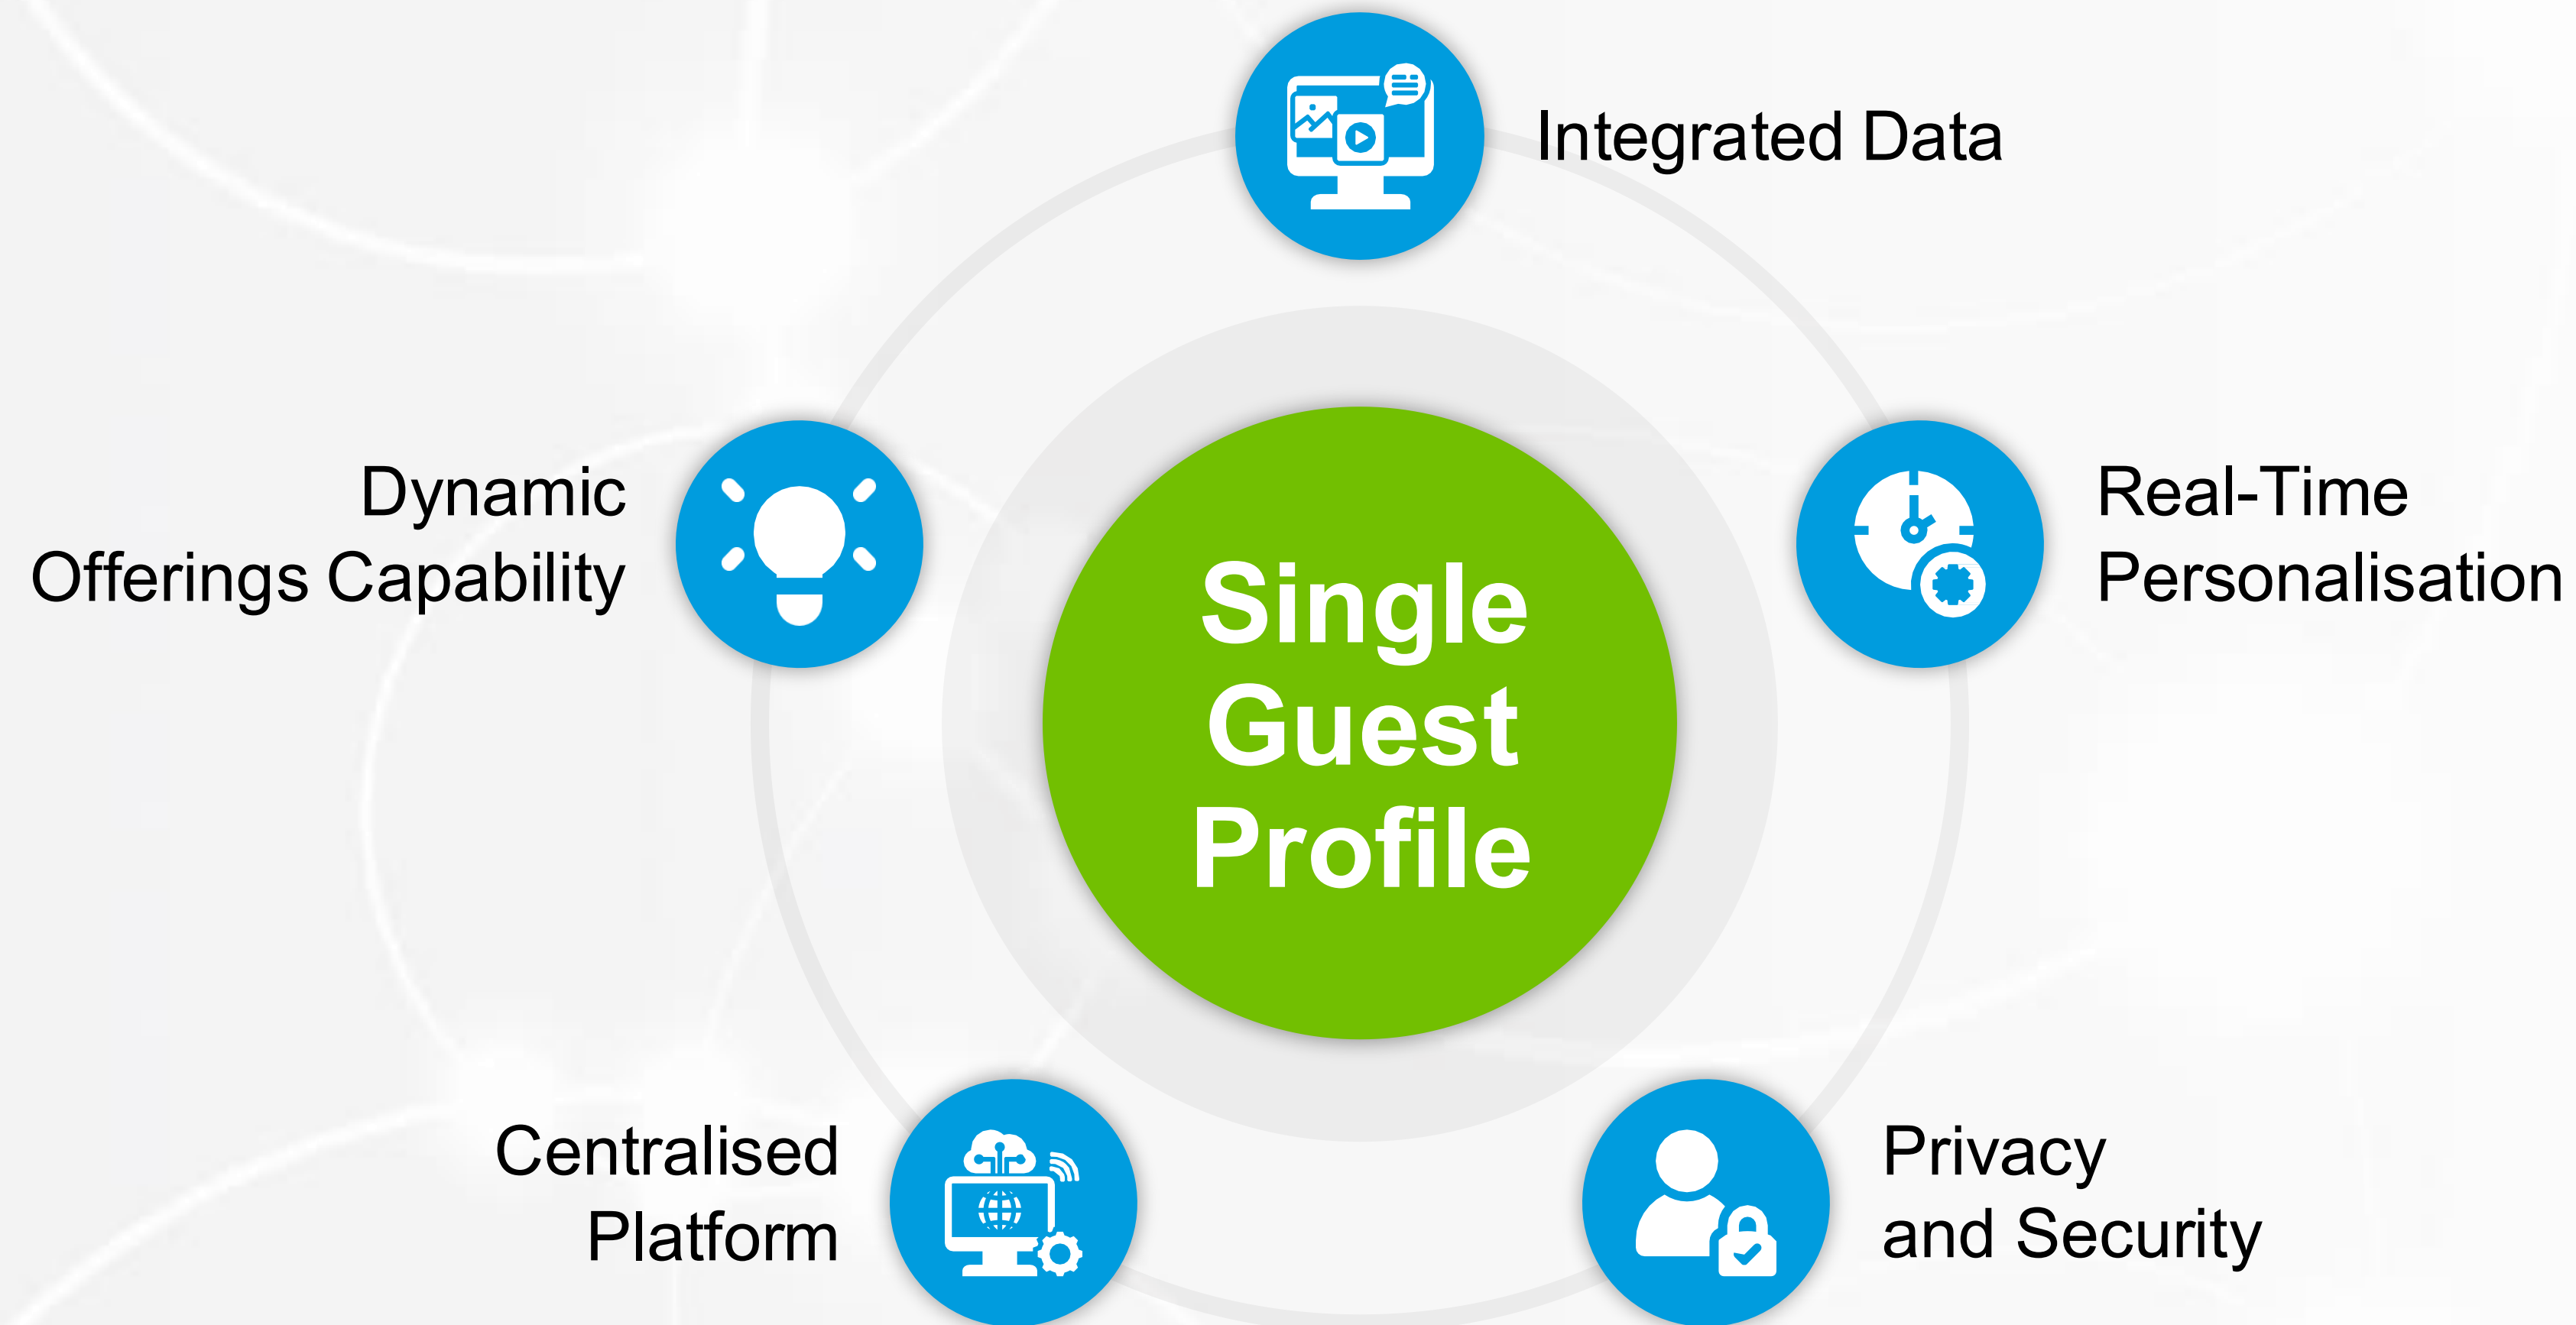 Integrated Data
Dynamic
Offerings Capability
Real-Time
Personalisation
Single
Guest
Profile
Centralised
Platform
Privacy
and Security